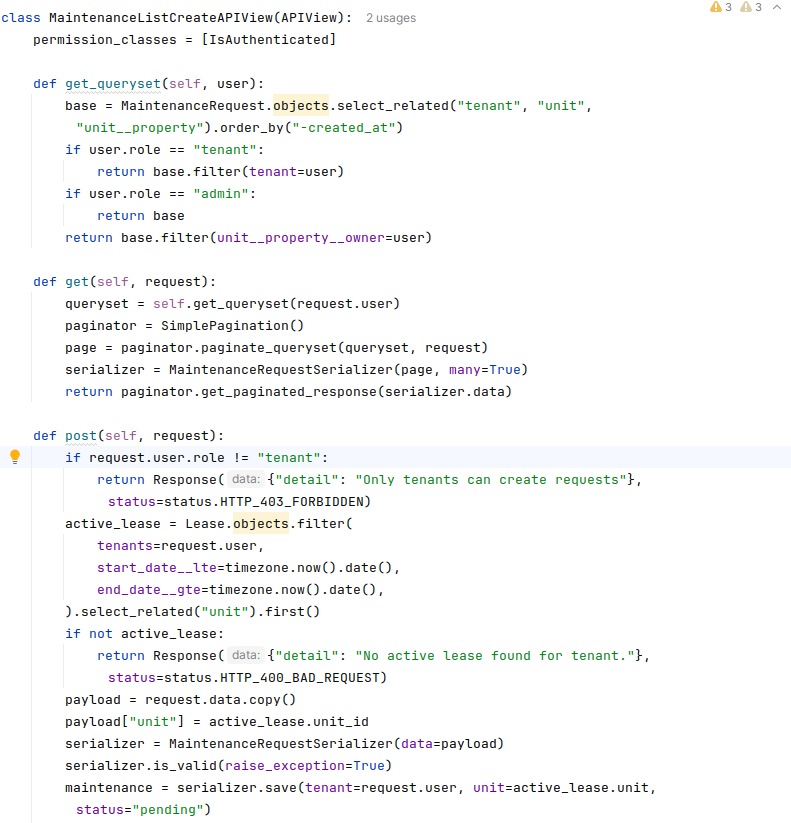 class MaintenanceListCreateAPIView(APIView):  2 usages  3  3
    permission_classes = [IsAuthenticated]

    def get_queryset(self, user):
        base = MaintenanceRequest.objects.select_related("tenant", "unit",
         "unit__property").order_by("-created_at")
        if user.role == "tenant":
            return base.filter(tenant=user)
        if user.role == "admin":
            return base
        return base.filter(unit__property__owner=user)

    def get(self, request):
        queryset = self.get_queryset(request.user)
        paginator = SimplePagination()
        page = paginator.paginate_queryset(queryset, request)
        serializer = MaintenanceRequestSerializer(page, many=True)
        return paginator.get_paginated_response(serializer.data)

    def post(self, request):
        if request.user.role != "tenant":
            return Response( data: {"detail": "Only tenants can create requests"},
             status=status.HTTP_403_FORBIDDEN)
        active_lease = Lease.objects.filter(
            tenants=request.user,
            start_date__lte=timezone.now().date(),
            end_date__gte=timezone.now().date(),
        ).select_related("unit").first()
        if not active_lease:
            return Response( data: {"detail": "No active lease found for tenant."},
             status=status.HTTP_400_BAD_REQUEST)
        payload = request.data.copy()
        payload["unit"] = active_lease.unit_id
        serializer = MaintenanceRequestSerializer(data=payload)
        serializer.is_valid(raise_exception=True)
        maintenance = serializer.save(tenant=request.user, unit=active_lease.unit,
         status="pending")